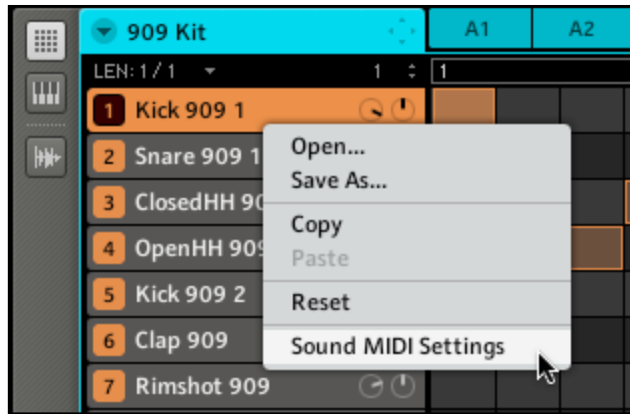 909 Kit
A1
A2
LEN: 1 / 1
1
1
1 Kick 909 1
2 Snare 909 1
3 ClosedHH 90
4 OpenHH 909
5 Kick 909 2
6 Clap 909
7 Rimshot 909
Open...
Save As...
Copy
Paste
Reset
Sound MIDI Settings